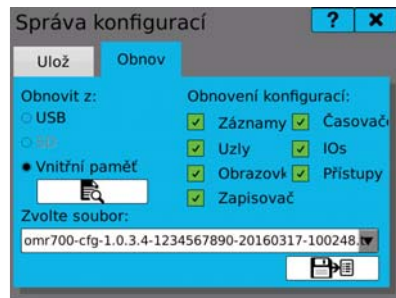 Správa konfigurací ? X
Ulož Obnov
Obnovit z: Obnovení konfigurací:
USB Záznamy Časovač
SD Uzly IOs
Vnitřní paměť Obrazovk Přístupy
Zapisovač
Zvolte soubor:
omr700-cfg-1.0.3.4-1234567890-20160317-100248.